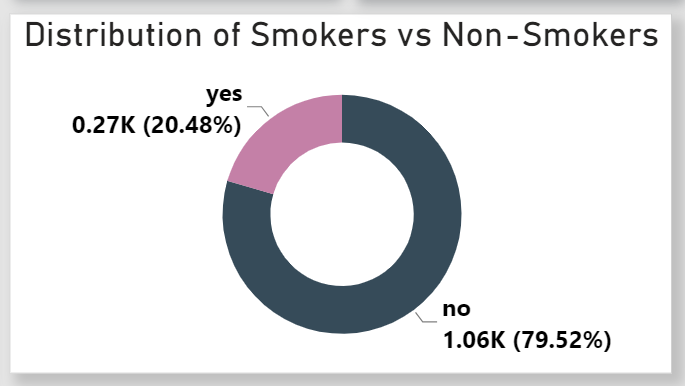 Distribution of Smokers vs Non-Smokers
yes
0.27K (20.48%)
no
1.06K (79.52%)